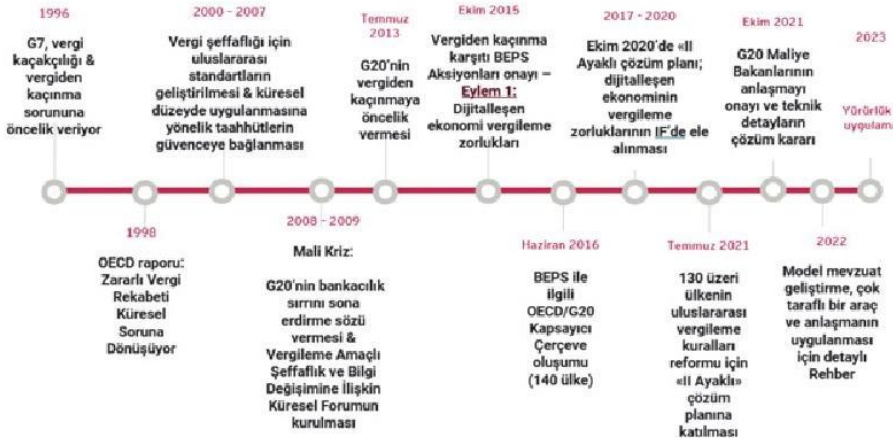 1996
G7, vergi
kaçakçılığı &
vergiden
kaçınma
sorununa
öncelik veriyor
1998
OECD raporu:
Zararlı Vergi
Rekabeti
Küresel
Soruna
Dönüşüyor
2000 - 2007
Vergi şeffaflığı için
uluslararası
standartların
geliştirilmesi & küresel
düzeyde uygulanmasına
yönelik taahhütlerin
güvenceye bağlanması
2008 - 2009
Mali Kriz:
G20'nin bankacılık
sırrını sona
erdirme sözü
vermesi &
Vergileme Amaçlı
Şeffaflık ve Bilgi
Değişimine İlişkin
Küresel Forumun
kurulması
Temmuz
2013
G20'nin
vergiden
kaçınmaya
öncelik
vermesi
Ekim 2015
Vergiden kaçınma
karşıtı BEPS
Aksiyonları onayı –
Eylem 1:
Dijitalleşen
ekonomi vergileme
zorlukları
Haziran 2016
BEPS ile
ilgili
OECD/G20
Kapsayıcı
Çerçeve
oluşumu
(140 ülke)
2017 - 2020
Ekim 2020'de «II
Ayaklı çözüm planı;
dijitalleşen
ekonominin
vergileme
zorluklarının IF'de ele
alınması
Temmuz 2021
130 üzeri
ülkenin
uluslararası
vergileme
kuralları
reformu için
«II Ayaklı»
çözüm
planına
katılması
Ekim 2021
G20 Maliye
Bakanlarının
anlaşmayı
onayı ve teknik
detayların
çözüm kararı
2022
Model mevzuat
geliştirme, çok
taraflı bir araç
ve anlaşmanın
uygulanması
için detaylı
Rehber
2023
Yürürlük
uygulam